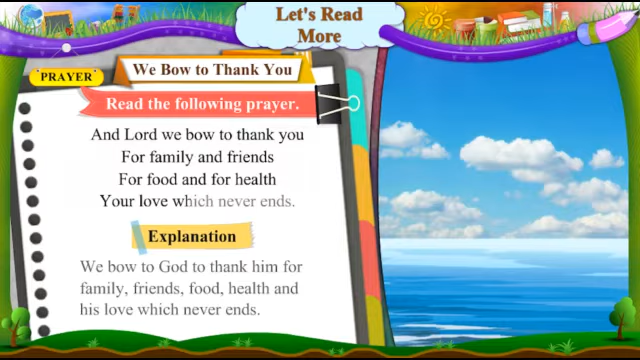 Let's Read
More
PRAYER
We Bow to Thank You
Read the following prayer.
And Lord we bow to thank you
For family and friends
For food and for health
Your love which never ends.
Explanation
We bow to God to thank him for
family, friends, food, health and
his love which never ends.